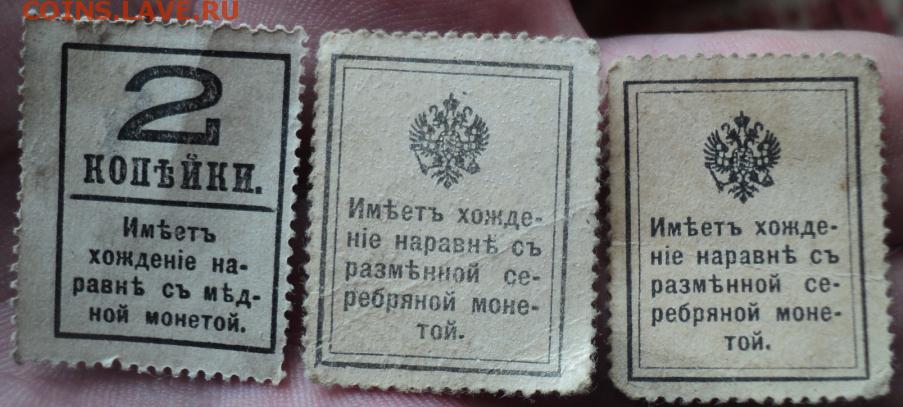 COINS.LAVE.RU
2
КОПѢЙКИ.
Имѣетъ
хожденіе на-
равнѣ съ мѣд-
ной монетой.
Имѣетъ хожде-
ніе наравнѣ съ
размѣнной се-
ребряной моне-
той.
Имѣетъ хожде-
ніе наравнѣ съ
размѣнной се-
ребряной моне-
той.